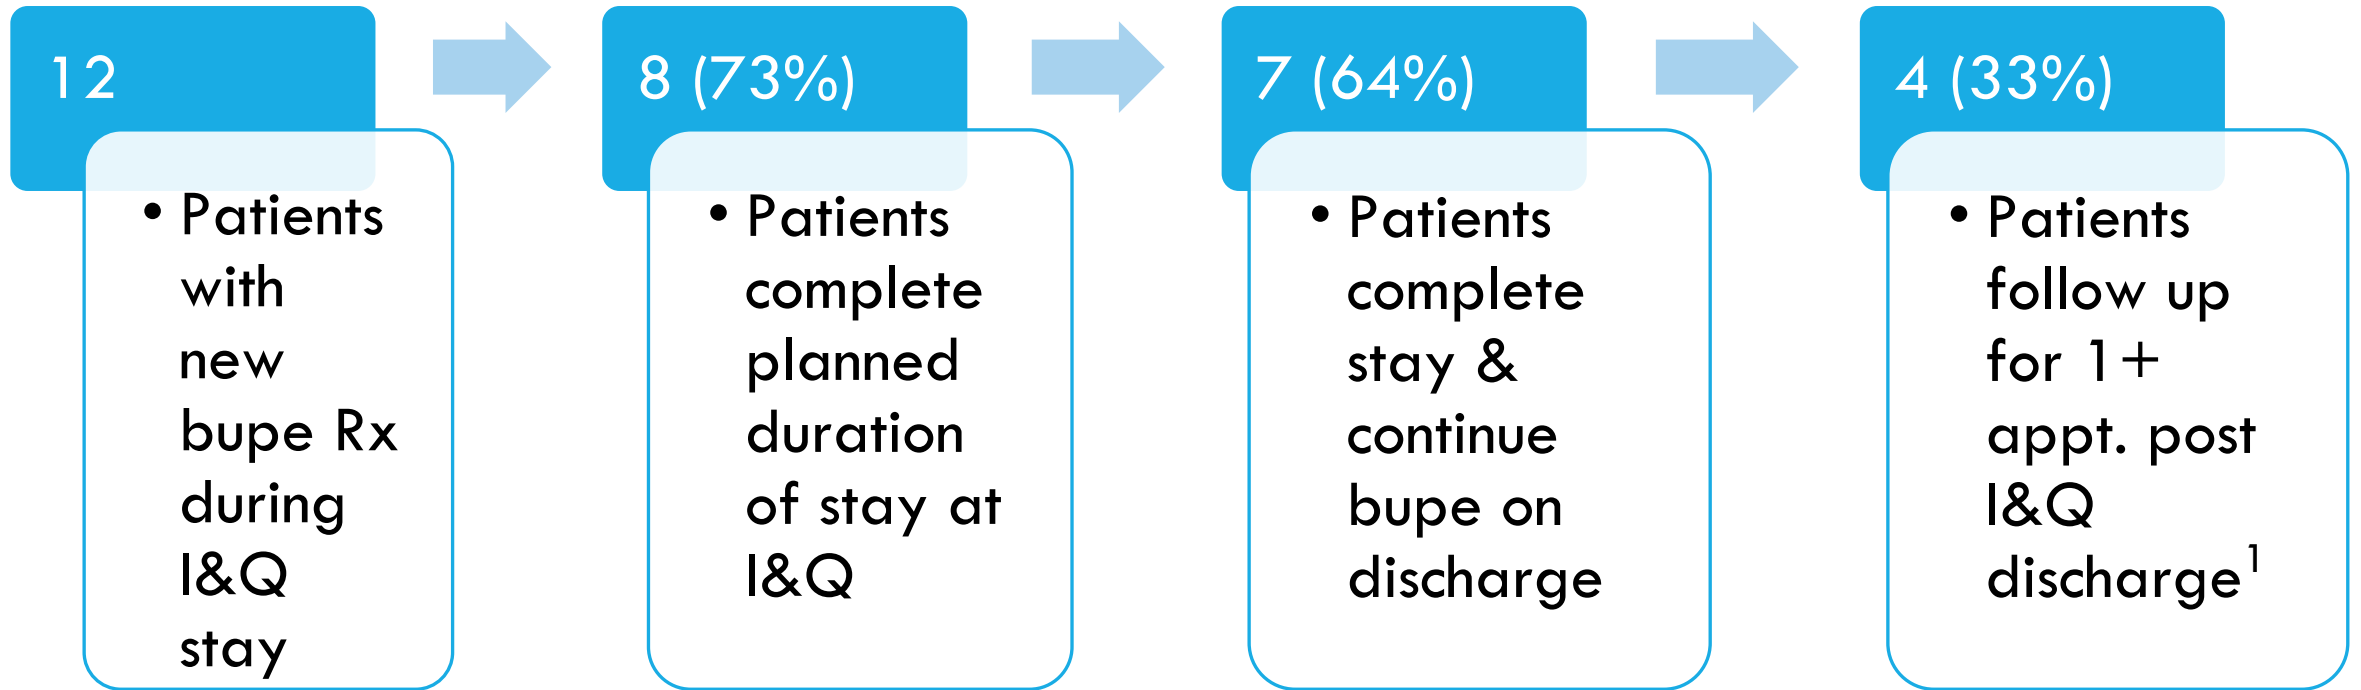 12
• Patients
with
new
bupe Rx
during
I&Q
stay
8 (73%)
• Patients
complete
planned
duration
of stay at
I&Q
7 (64%)
• Patients
complete
stay &
continue
bupe on
discharge
4 (33%)
• Patients
follow up
for 1+
appt. post
I&Q
discharge¹